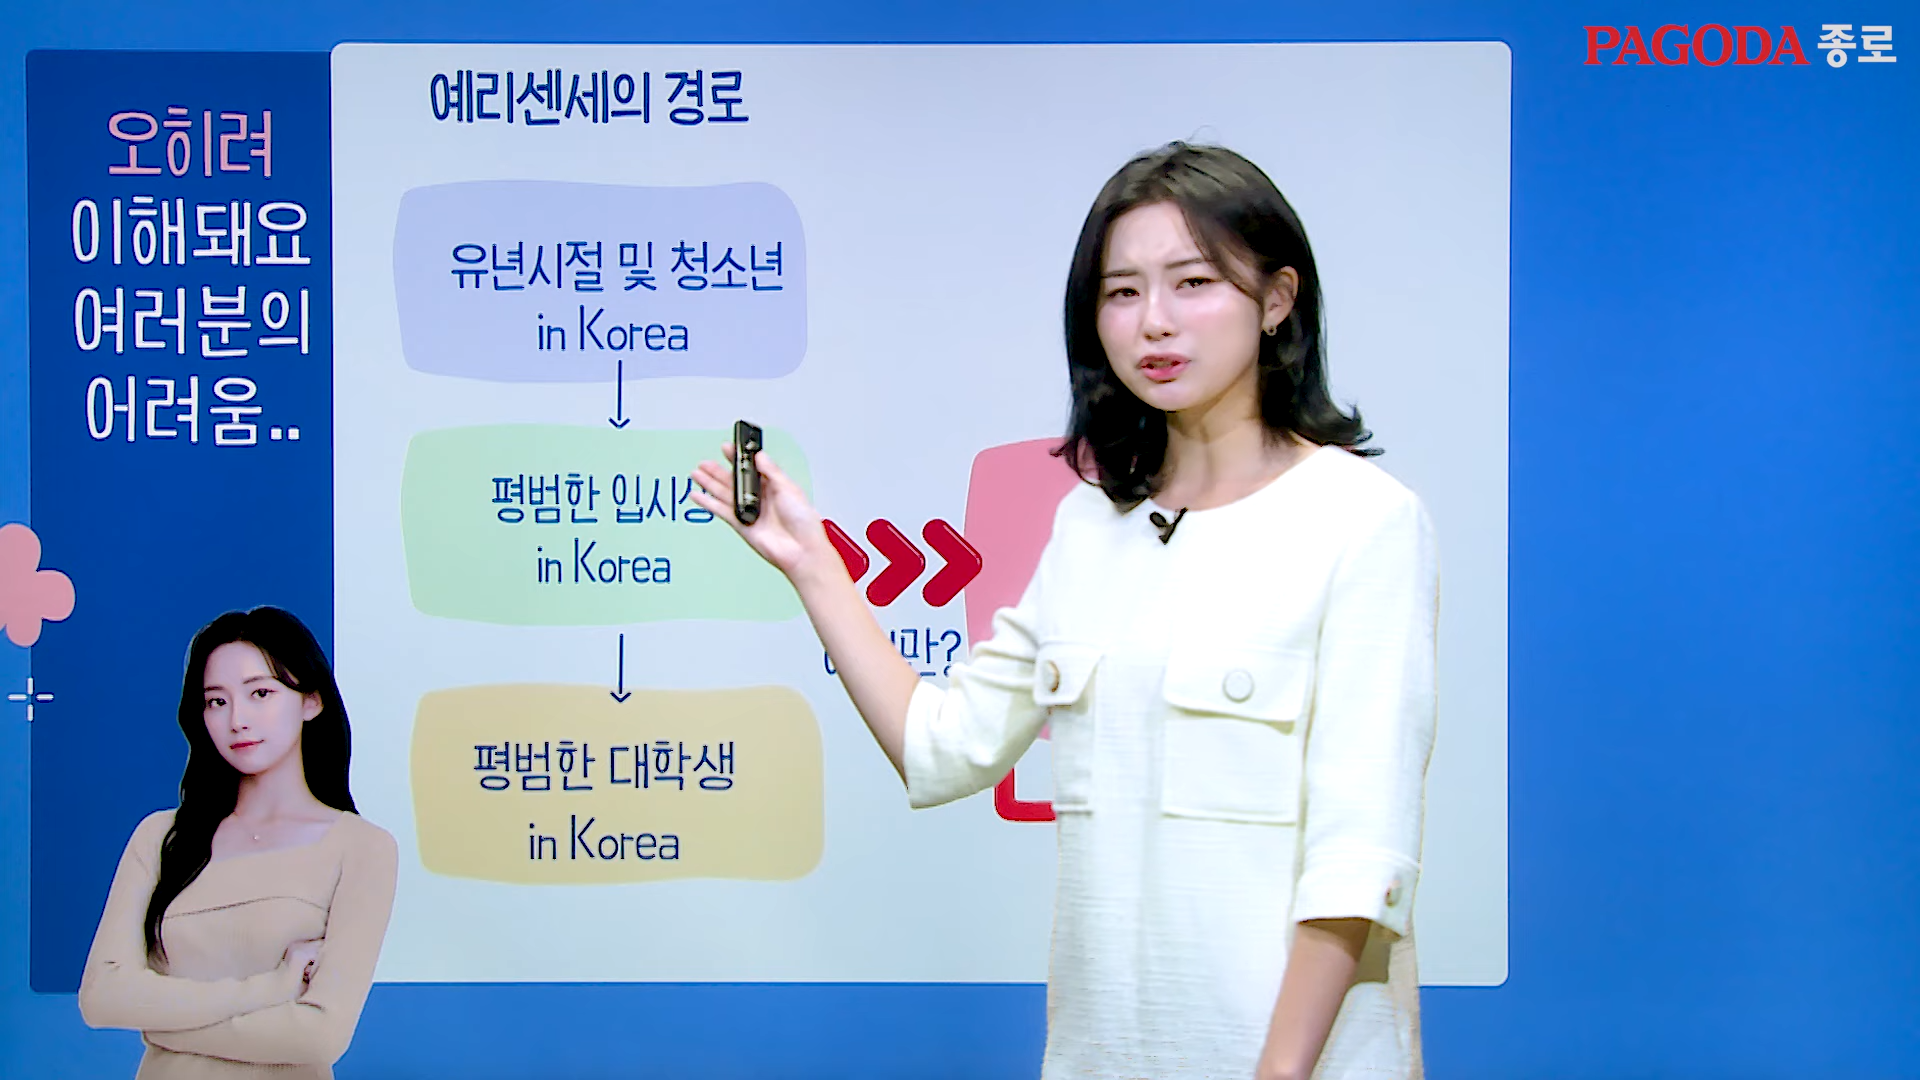 PAGODA 종로
오히려
이해돼요
여러분의
어려움..
예리센세의 경로
유년시절 및 청소년
in Korea
평범한 입시생
in Korea
평범한 대학생
in Korea